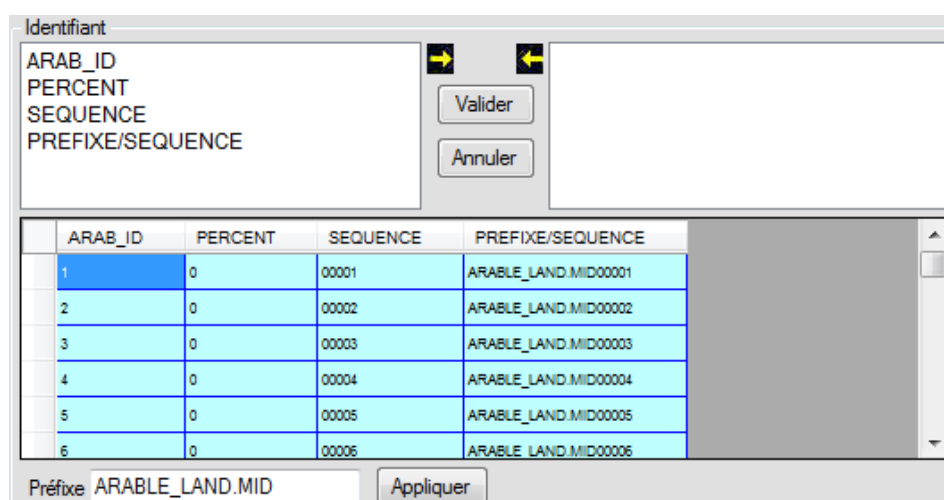 Identifiant
ARAB_ID
PERCENT
SEQUENCE
PREFIXE/SEQUENCE
Valider
Annuler
ARAB_ID PERCENT SEQUENCE PREFIXE/SEQUENCE
1 0 00001 ARABLE_LAND.MID00001
2 0 00002 ARABLE_LAND.MID00002
3 0 00003 ARABLE_LAND.MID00003
4 0 00004 ARABLE_LAND.MID00004
5 0 00005 ARABLE_LAND.MID00005
6 0 00006 ARABLE_LAND.MID00006
Préfixe ARABLE_LAND.MID Appliquer